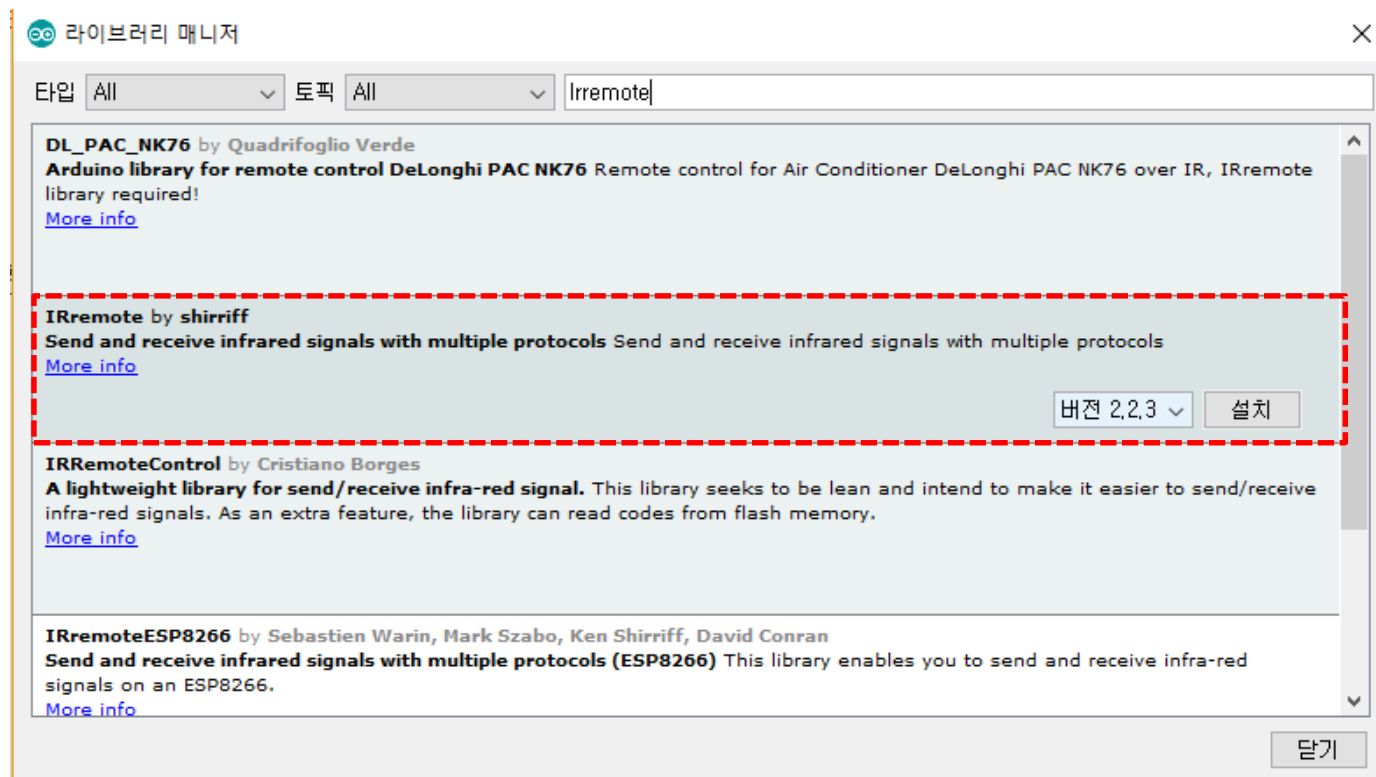 라이브러리 매니저
타입 All 토픽 All Irremote
DL_PAC_NK76 by Quadrifoglio Verde
Arduino library for remote control DeLonghi PAC NK76 Remote control for Air Conditioner DeLonghi PAC NK76 over IR, IRremote
library required!
More info
IRremote by shirriff
Send and receive infrared signals with multiple protocols Send and receive infrared signals with multiple protocols
More info
버전 2,2,3 설치
IRRemoteControl by Cristiano Borges
A lightweight library for send/receive infra-red signal. This library seeks to be lean and intend to make it easier to send/receive
infra-red signals. As an extra feature, the library can read codes from flash memory.
More info
IRremoteESP8266 by Sebastien Warin, Mark Szabo, Ken Shirriff, David Conran
Send and receive infrared signals with multiple protocols (ESP8266) This library enables you to send and receive infra-red
signals on an ESP8266.
More info
닫기